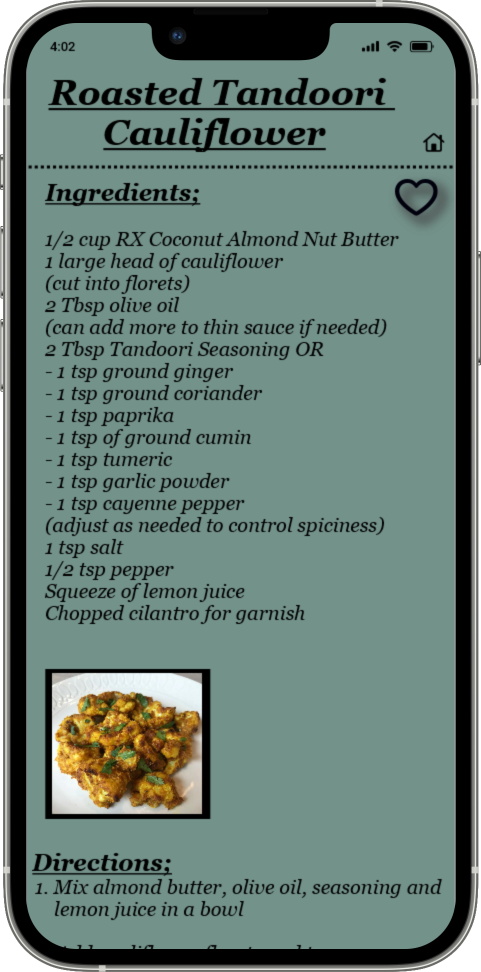 4:02
Roasted Tandoori
Cauliflower
Ingredients;
1/2 cup RX Coconut Almond Nut Butter
1 large head of cauliflower
(cut into florets)
2 Tbsp olive oil
(can add more to thin sauce if needed)
2 Tbsp Tandoori Seasoning OR
- 1 tsp ground ginger
- 1 tsp ground coriander
- 1 tsp paprika
- 1 tsp of ground cumin
- 1 tsp tumeric
- 1 tsp garlic powder
- 1 tsp cayenne pepper
(adjust as needed to control spiciness)
1 tsp salt
1/2 tsp pepper
Squeeze of lemon juice
Chopped cilantro for garnish
Directions;
1. Mix almond butter, olive oil, seasoning and
lemon juice in a bowl